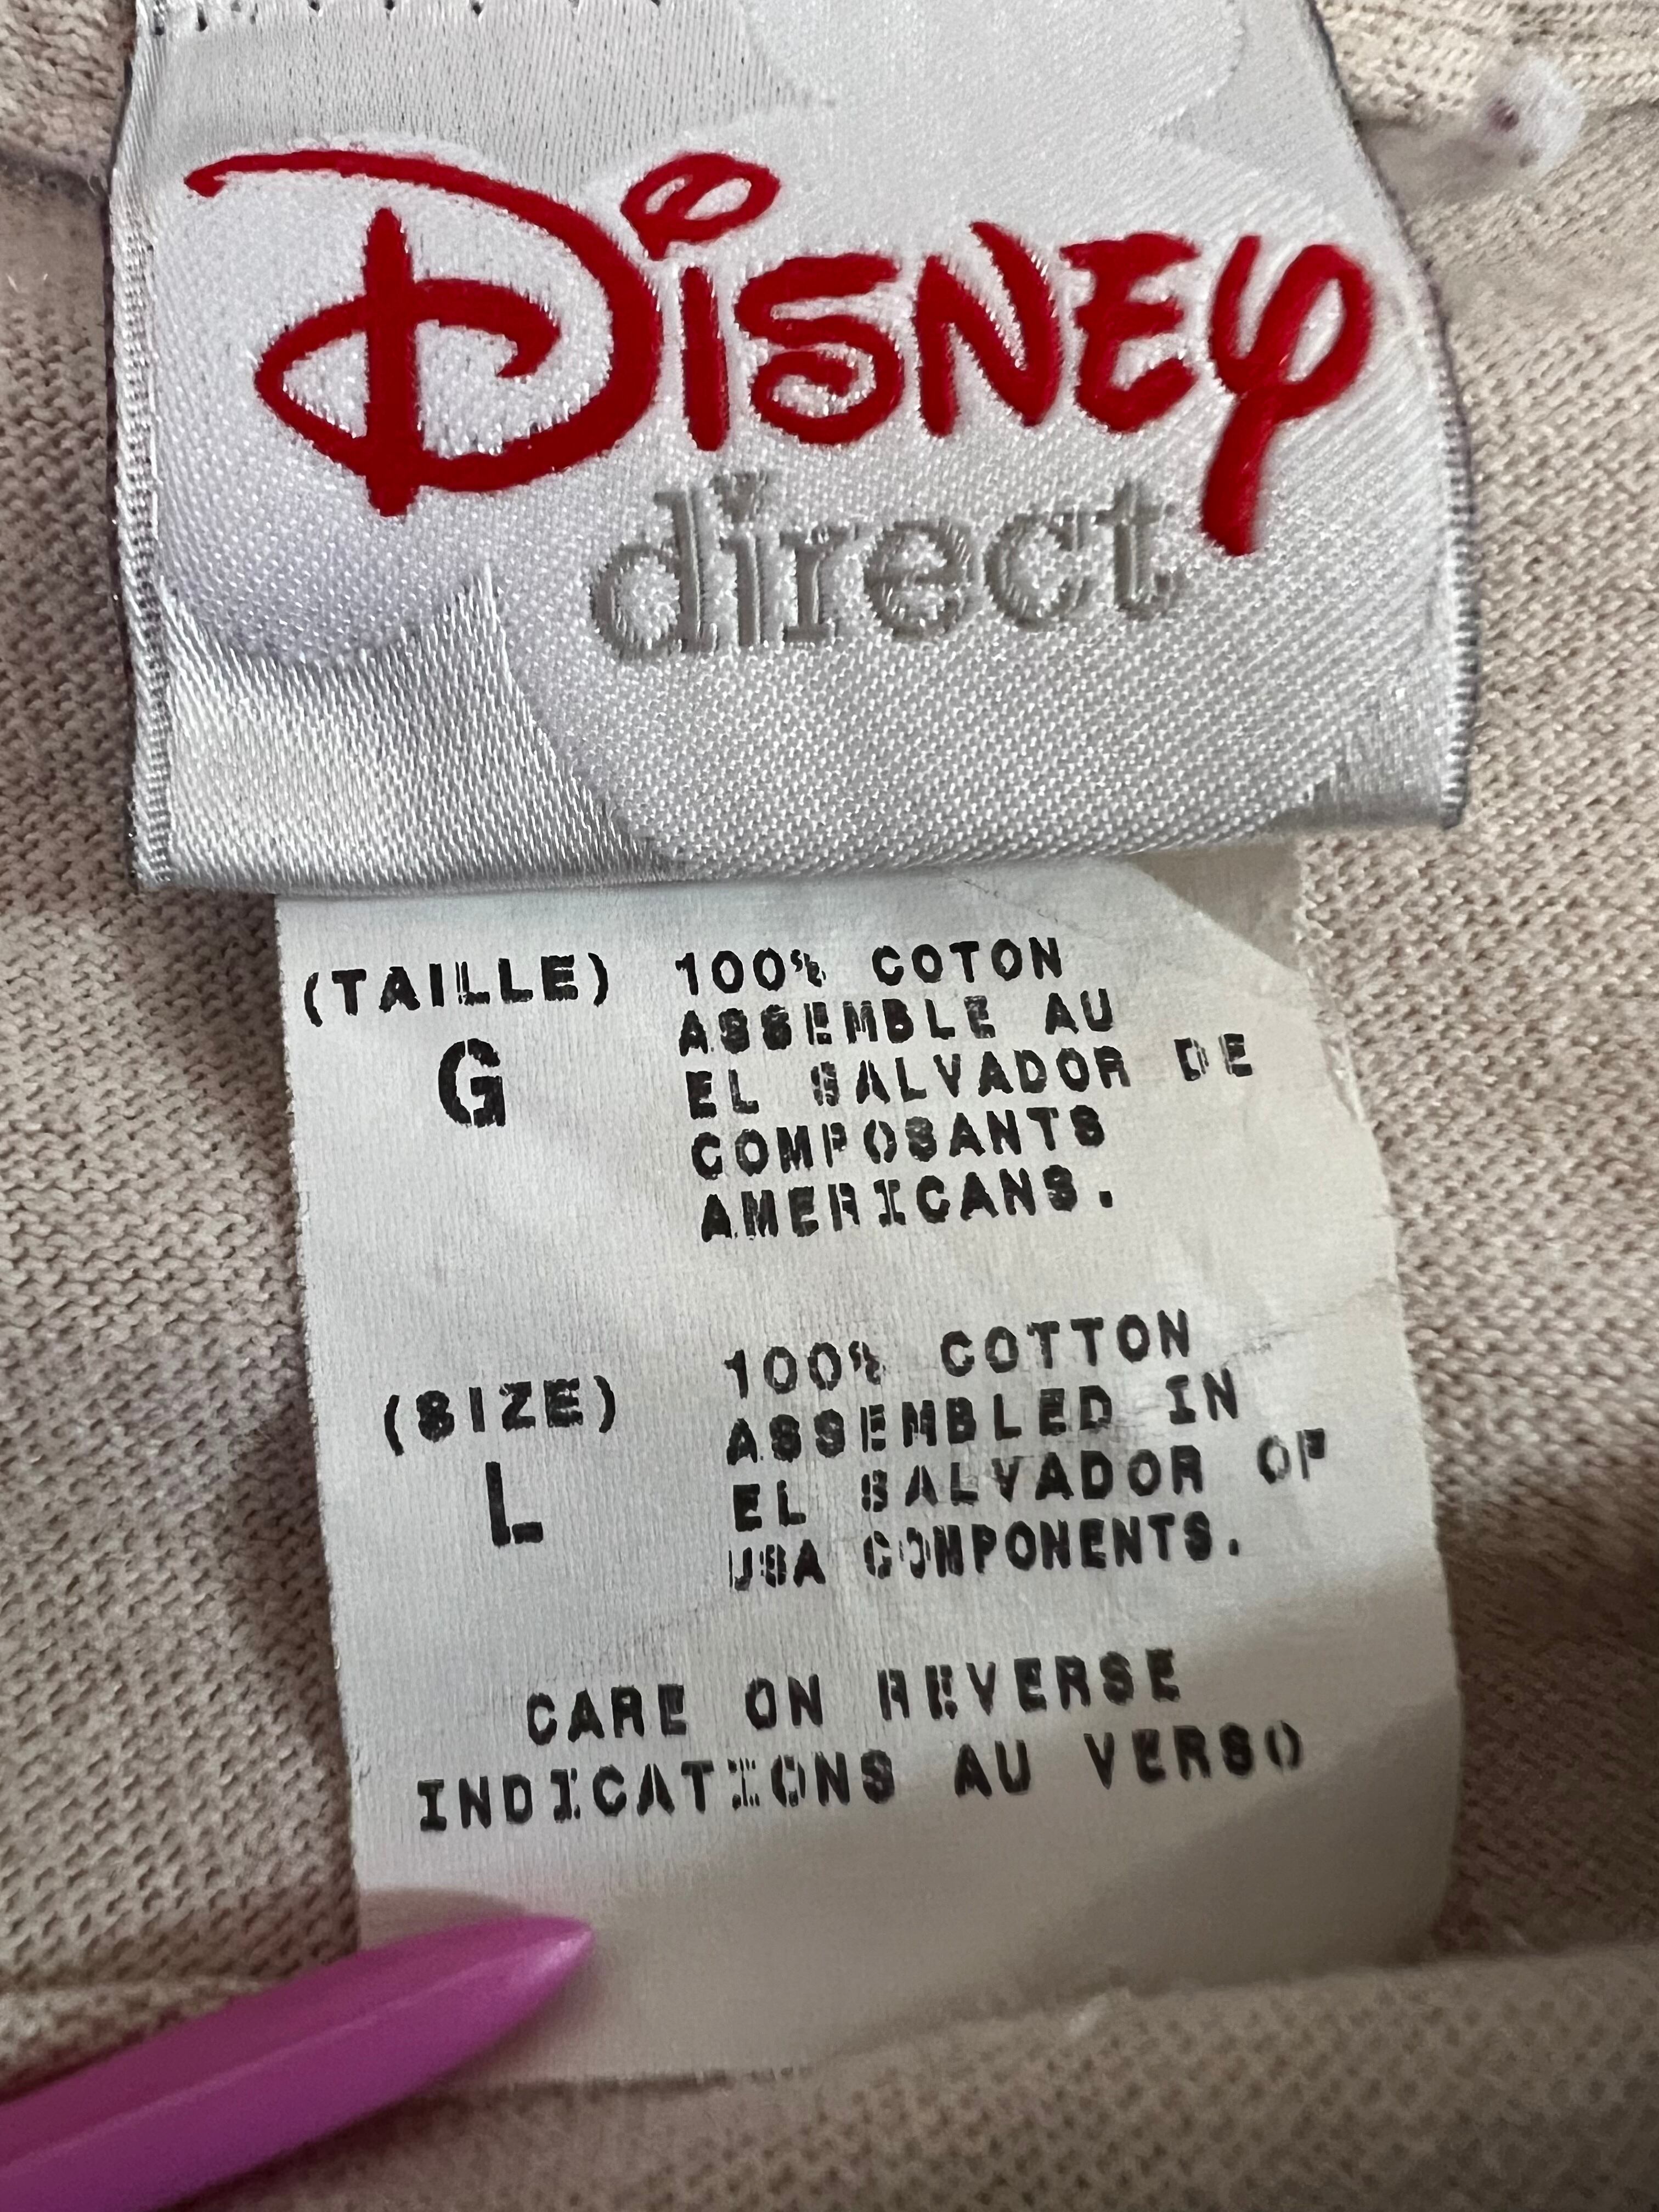 Disney
direct
(TAILLE)
G
100% COTON
ASSEMBLE AU
EL SALVADOR DE
COMPOSANTS
AMERICANS.
(SIZE)
L
100% COTTON
ASSEMBLED IN
EL SALVADOR OF
USA COMPONENTS.
CARE ON REVERSE
INDICATIONS AU VERSO